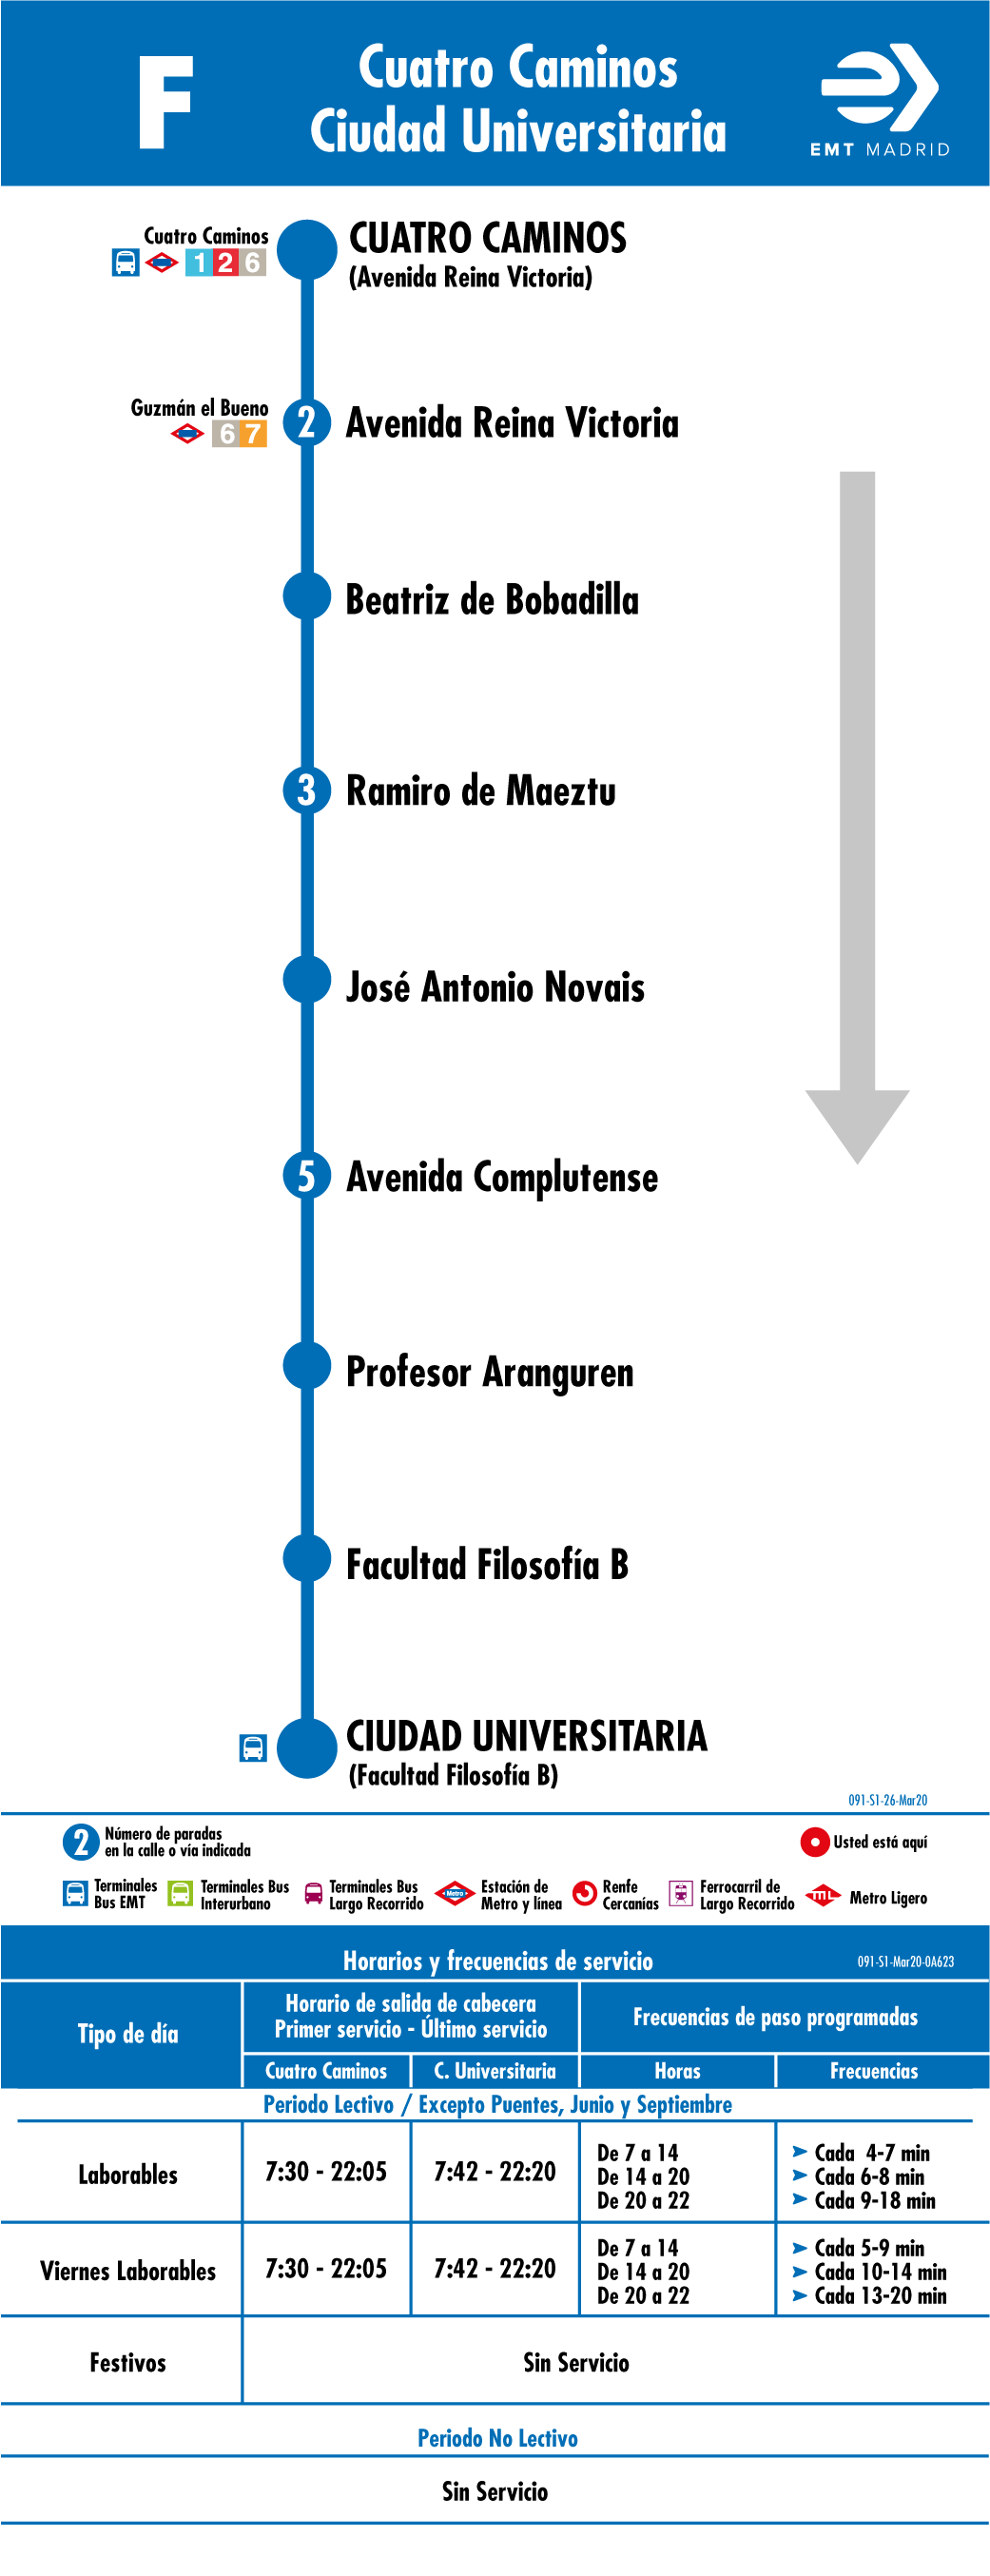 F
Cuatro Caminos
Ciudad Universitaria
EMT MADRID
Cuatro Caminos
1 2 6
CUATRO CAMINOS
(Avenida Reina Victoria)
Guzmán el Bueno
6 7
2 Avenida Reina Victoria
Beatriz de Bobadilla
3 Ramiro de Maeztu
José Antonio Novais
5 Avenida Complutense
Profesor Aranguren
Facultad Filosofía B
CIUDAD UNIVERSITARIA
(Facultad Filosofía B)
091-S1-26-Mar20
2 Número de paradas
en la calle o vía indicada
Usted está aquí
Terminales
Bus EMT
Terminales Bus
Interurbano
Terminales Bus
Largo Recorrido
Metro
Estación de
Metro y línea
Renfe
Cercanías
Ferrocarril de
Largo Recorrido
ML
Metro Ligero
Horarios y frecuencias de servicio
091-S1-Mar20-0A623
Tipo de día
Horario de salida de cabecera
Primer servicio - Último servicio
Frecuencias de paso programadas
Cuatro Caminos
C. Universitaria
Horas
Frecuencias
Periodo Lectivo / Excepto Puentes, Junio y Septiembre
Laborables
7:30 - 22:05
7:42 - 22:20
De 7 a 14
Cada 4-7 min
De 14 a 20
Cada 6-8 min
De 20 a 22
Cada 9-18 min
Viernes Laborables
7:30 - 22:05
7:42 - 22:20
De 7 a 14
Cada 5-9 min
De 14 a 20
Cada 10-14 min
De 20 a 22
Cada 13-20 min
Festivos
Sin Servicio
Periodo No Lectivo
Sin Servicio